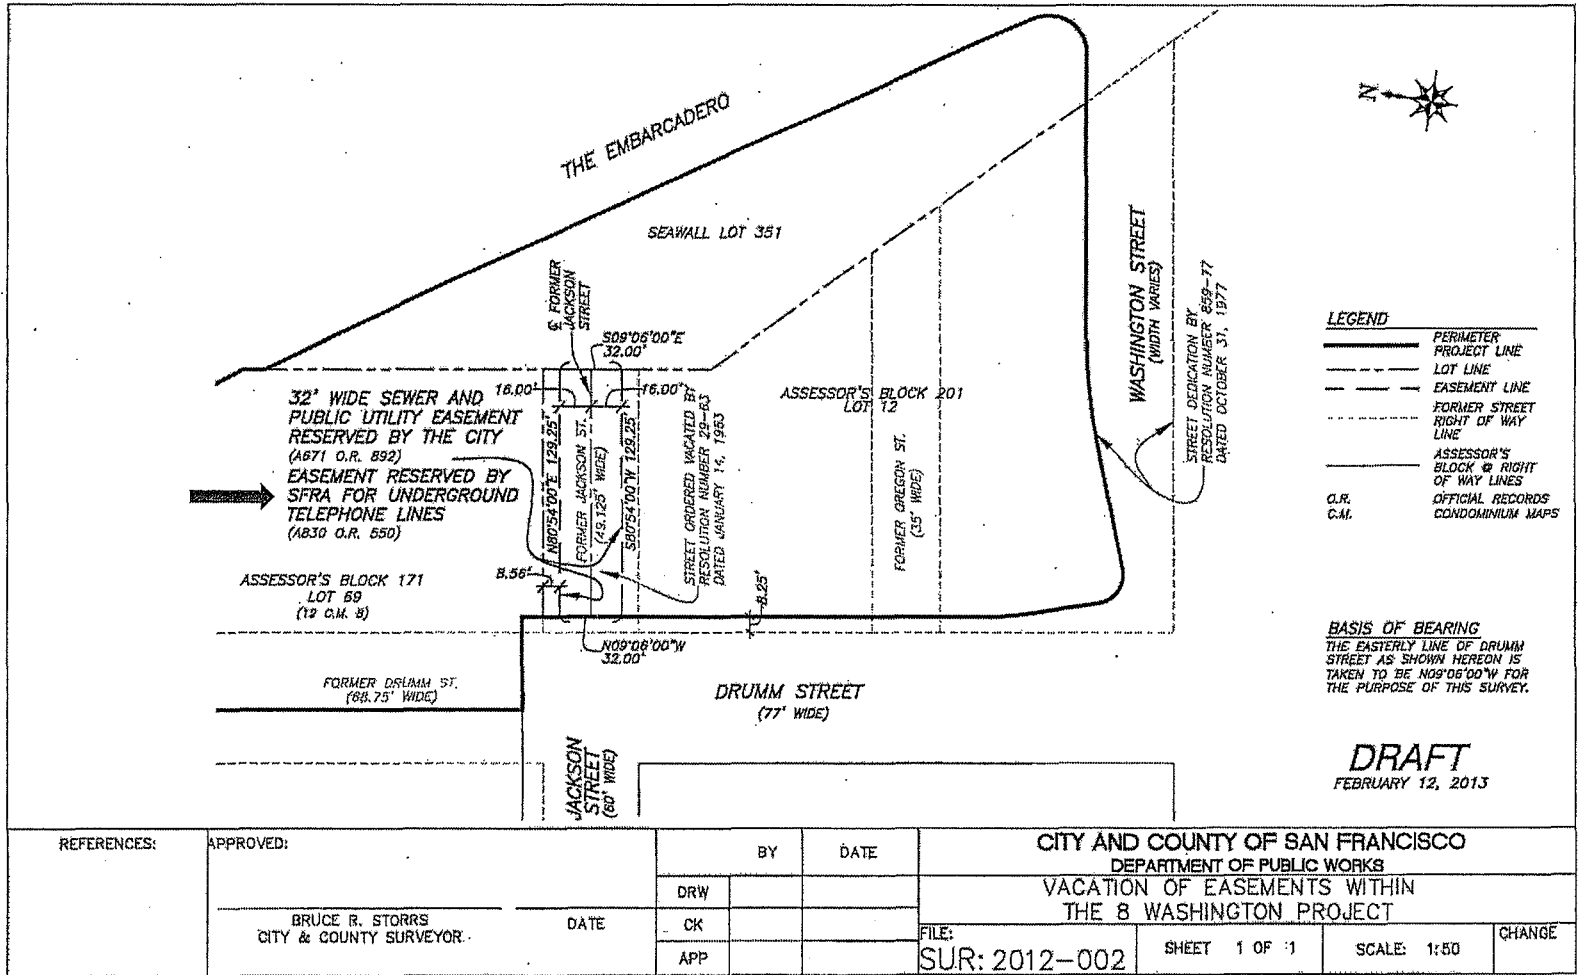 THE EMBARCADERO
N
SEAWALL LOT 351
℄ FORMER
JACKSON
STREET
S09°06'00"E
32.00'
16.00'
16.00'
32' WIDE SEWER AND
PUBLIC UTILITY EASEMENT
RESERVED BY THE CITY
(A671 O.R. 892)
EASEMENT RESERVED BY
SFRA FOR UNDERGROUND
TELEPHONE LINES
(A830 O.R. 550)
N80°54'00"E 129.25'
FORMER JACKSON ST.
(49.125' WIDE)
S80°54'00"W 129.25'
STREET ORDERED VACATED BY
RESOLUTION NUMBER 29-63
DATED JANUARY 14, 1963
ASSESSOR'S BLOCK 201
LOT 12
FORMER OREGON ST.
(35' WIDE)
WASHINGTON STREET
(WIDTH VARIES)
STREET DEDICATION BY
RESOLUTION NUMBER 859-77
DATED OCTOBER 31, 1977
LEGEND
PERIMETER
PROJECT LINE
LOT LINE
EASEMENT LINE
FORMER STREET
RIGHT OF WAY
LINE
ASSESSOR'S
BLOCK @ RIGHT
OF WAY LINES
O.R. OFFICIAL RECORDS
C.M. CONDOMINIUM MAPS
ASSESSOR'S BLOCK 171
LOT 69
(12 C.M. 8)
8.56'
8.25'
N09°06'00"W
32.00'
FORMER DRUMM ST.
(68.75' WIDE)
DRUMM STREET
(77' WIDE)
JACKSON
STREET
(60' WIDE)
BASIS OF BEARING
THE EASTERLY LINE OF DRUMM
STREET AS SHOWN HEREON IS
TAKEN TO BE N09°06'00"W FOR
THE PURPOSE OF THIS SURVEY.
DRAFT
FEBRUARY 12, 2013
REFERENCES:
APPROVED:
BRUCE R. STORRS
CITY & COUNTY SURVEYOR
DATE
BY DATE
DRW
CK
APP
CITY AND COUNTY OF SAN FRANCISCO
DEPARTMENT OF PUBLIC WORKS
VACATION OF EASEMENTS WITHIN
THE 8 WASHINGTON PROJECT
FILE:
SUR: 2012-002
SHEET 1 OF 1
SCALE: 1:50
CHANGE